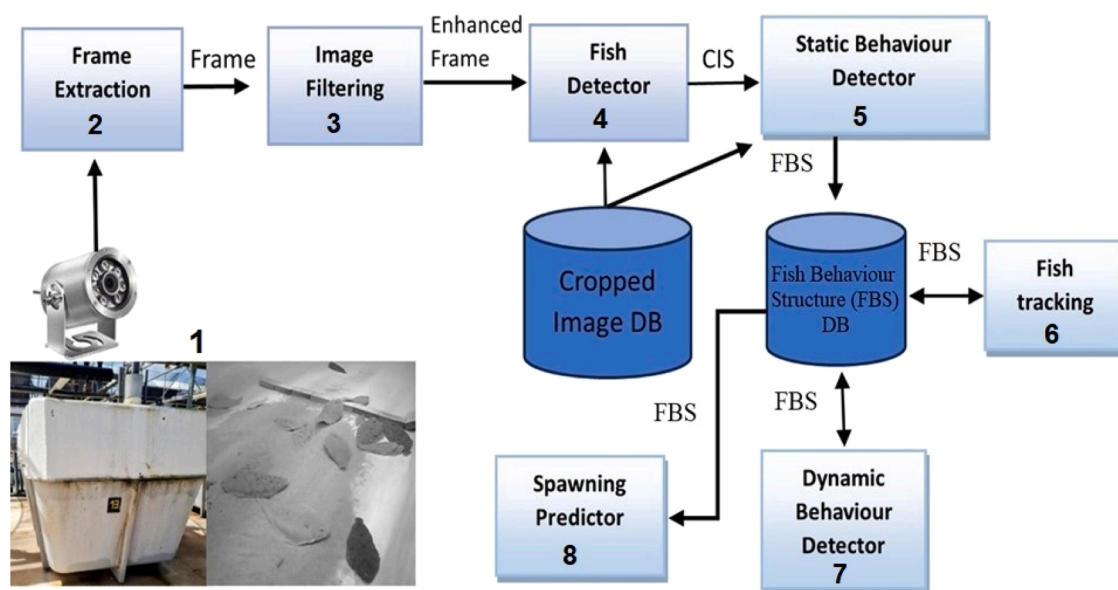 Frame
Extraction
2
Frame
Image
Filtering
3
Enhanced
Frame
Fish
Detector
4
CIS
Static Behaviour
Detector
5
FBS
Cropped
Image DB
Fish Behaviour
Structure (FBS)
DB
FBS
Fish
tracking
6
1
FBS
FBS
Spawning
Predictor
8
Dynamic
Behaviour
Detector
7